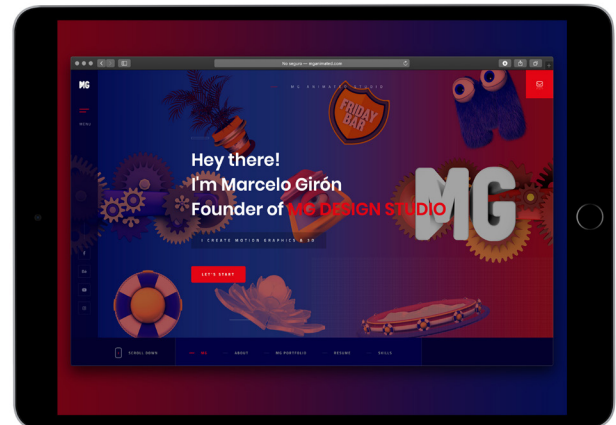 No seguro — mganimated.com
MG
MG ANIMATED STUDIO
MENU
FRIDAY
BAR
Hey there!
I'm Marcelo Girón
Founder of MG DESIGN STUDIO
MG
I CREATE MOTION GRAPHICS & 3D
LET'S START
f
Be
SCROLL DOWN
MG
ABOUT
MG PORTFOLIO
RESUME
SKILLS